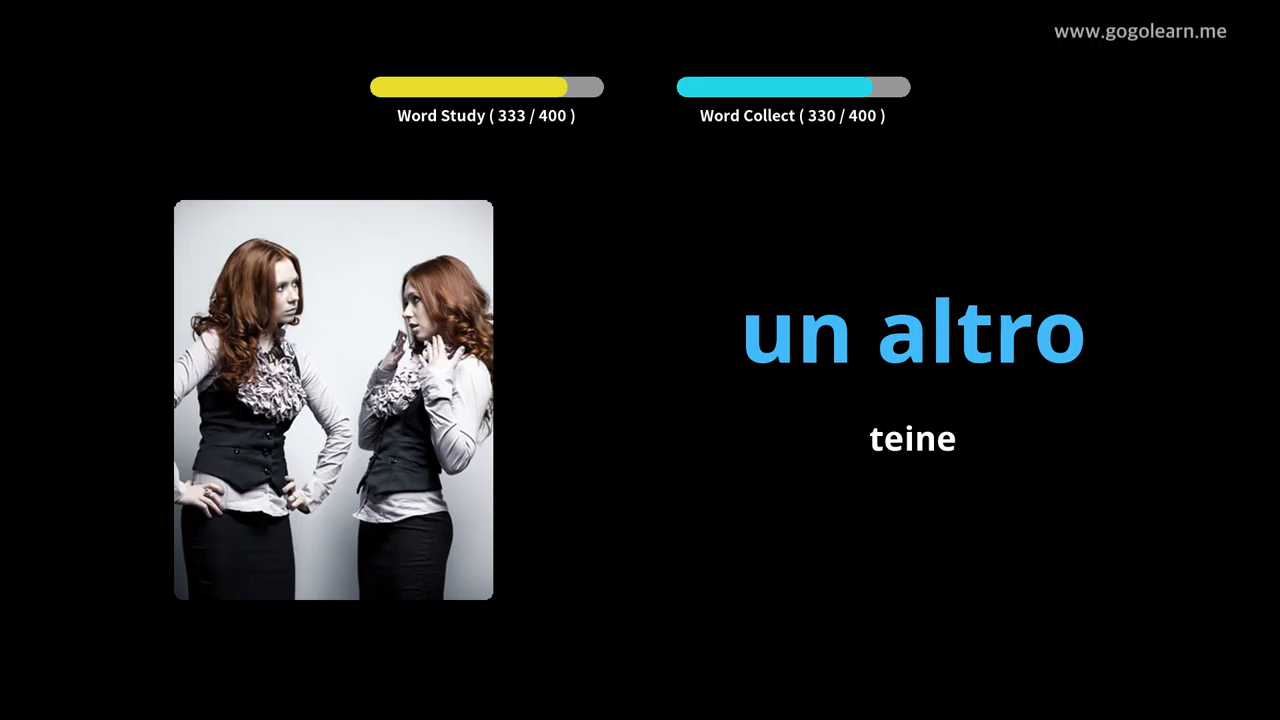 www.gogolearn.me
Word Study ( 333 / 400 )
Word Collect ( 330 / 400 )
un altro
teine